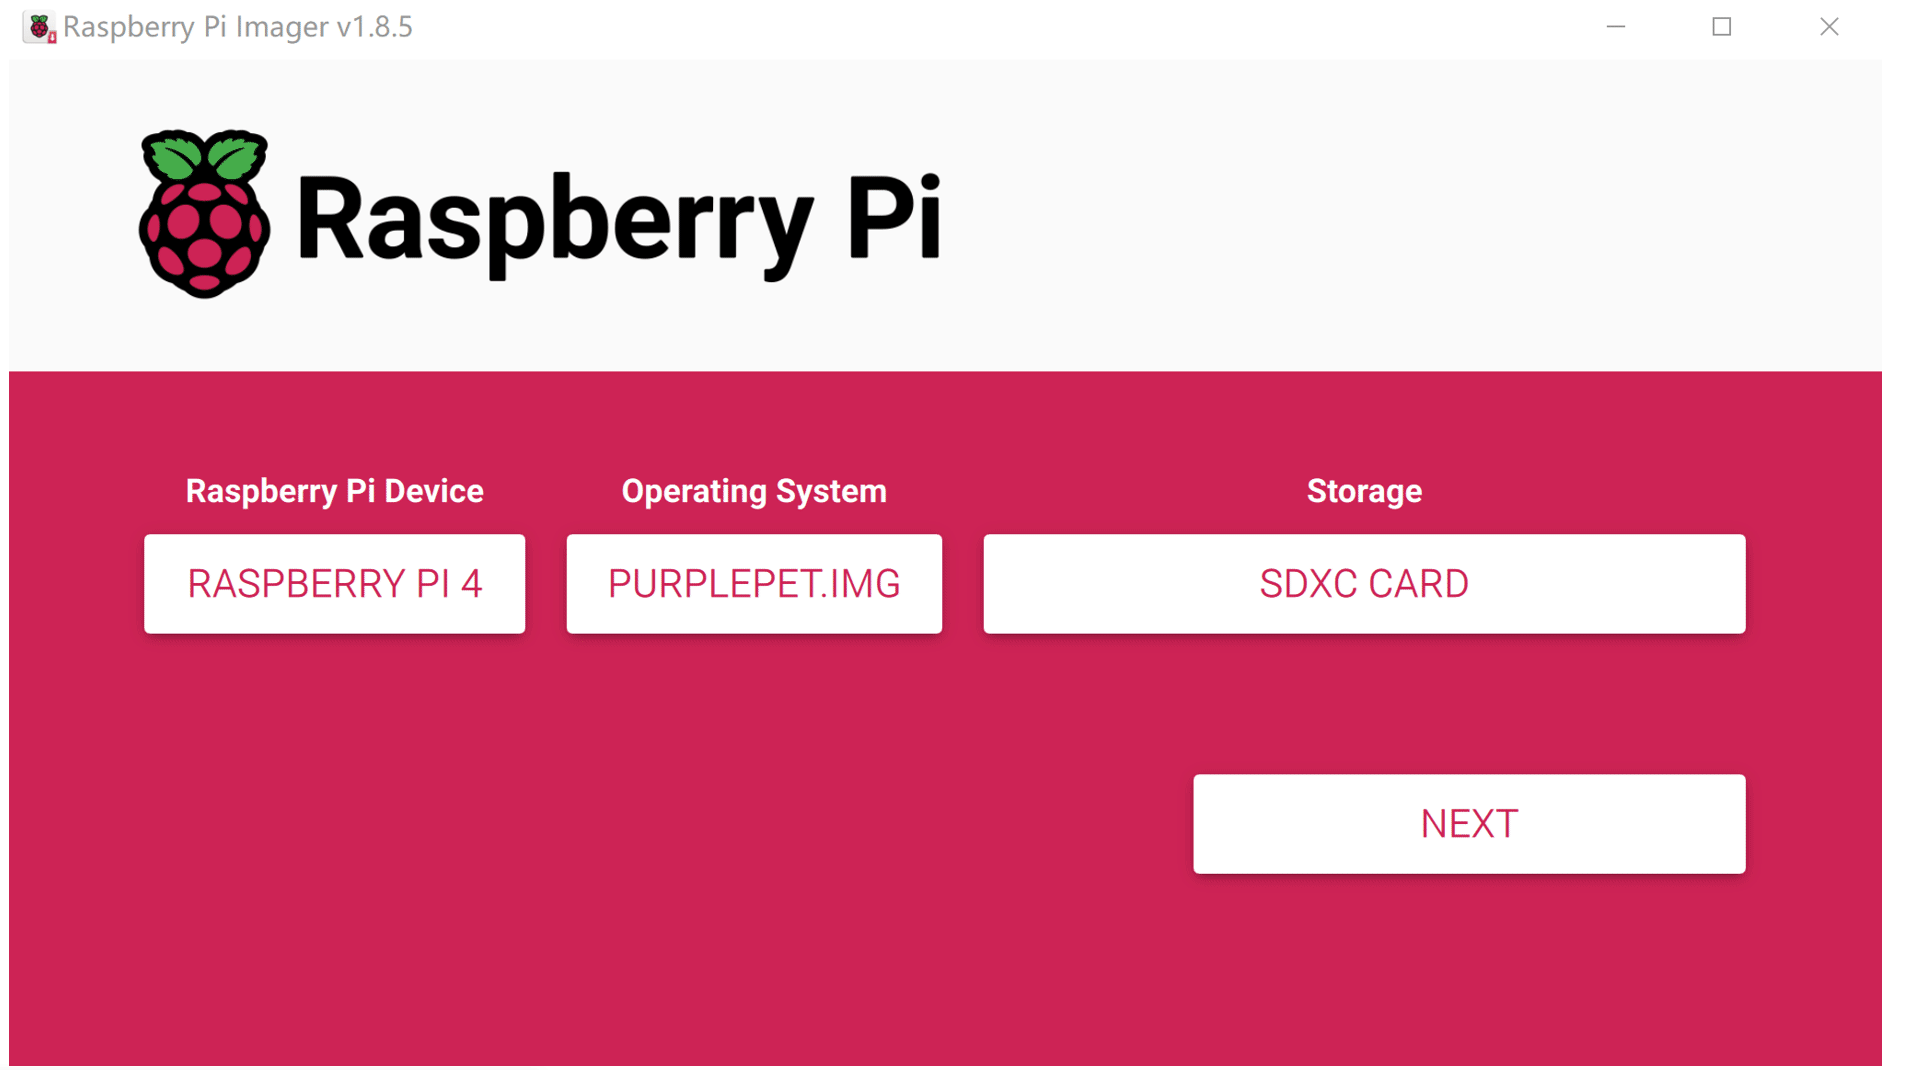 Raspberry Pi Imager v1.8.5
Raspberry Pi
Raspberry Pi Device
Operating System
Storage
RASPBERRY PI 4
PURPLEPET.IMG
SDXC CARD
NEXT